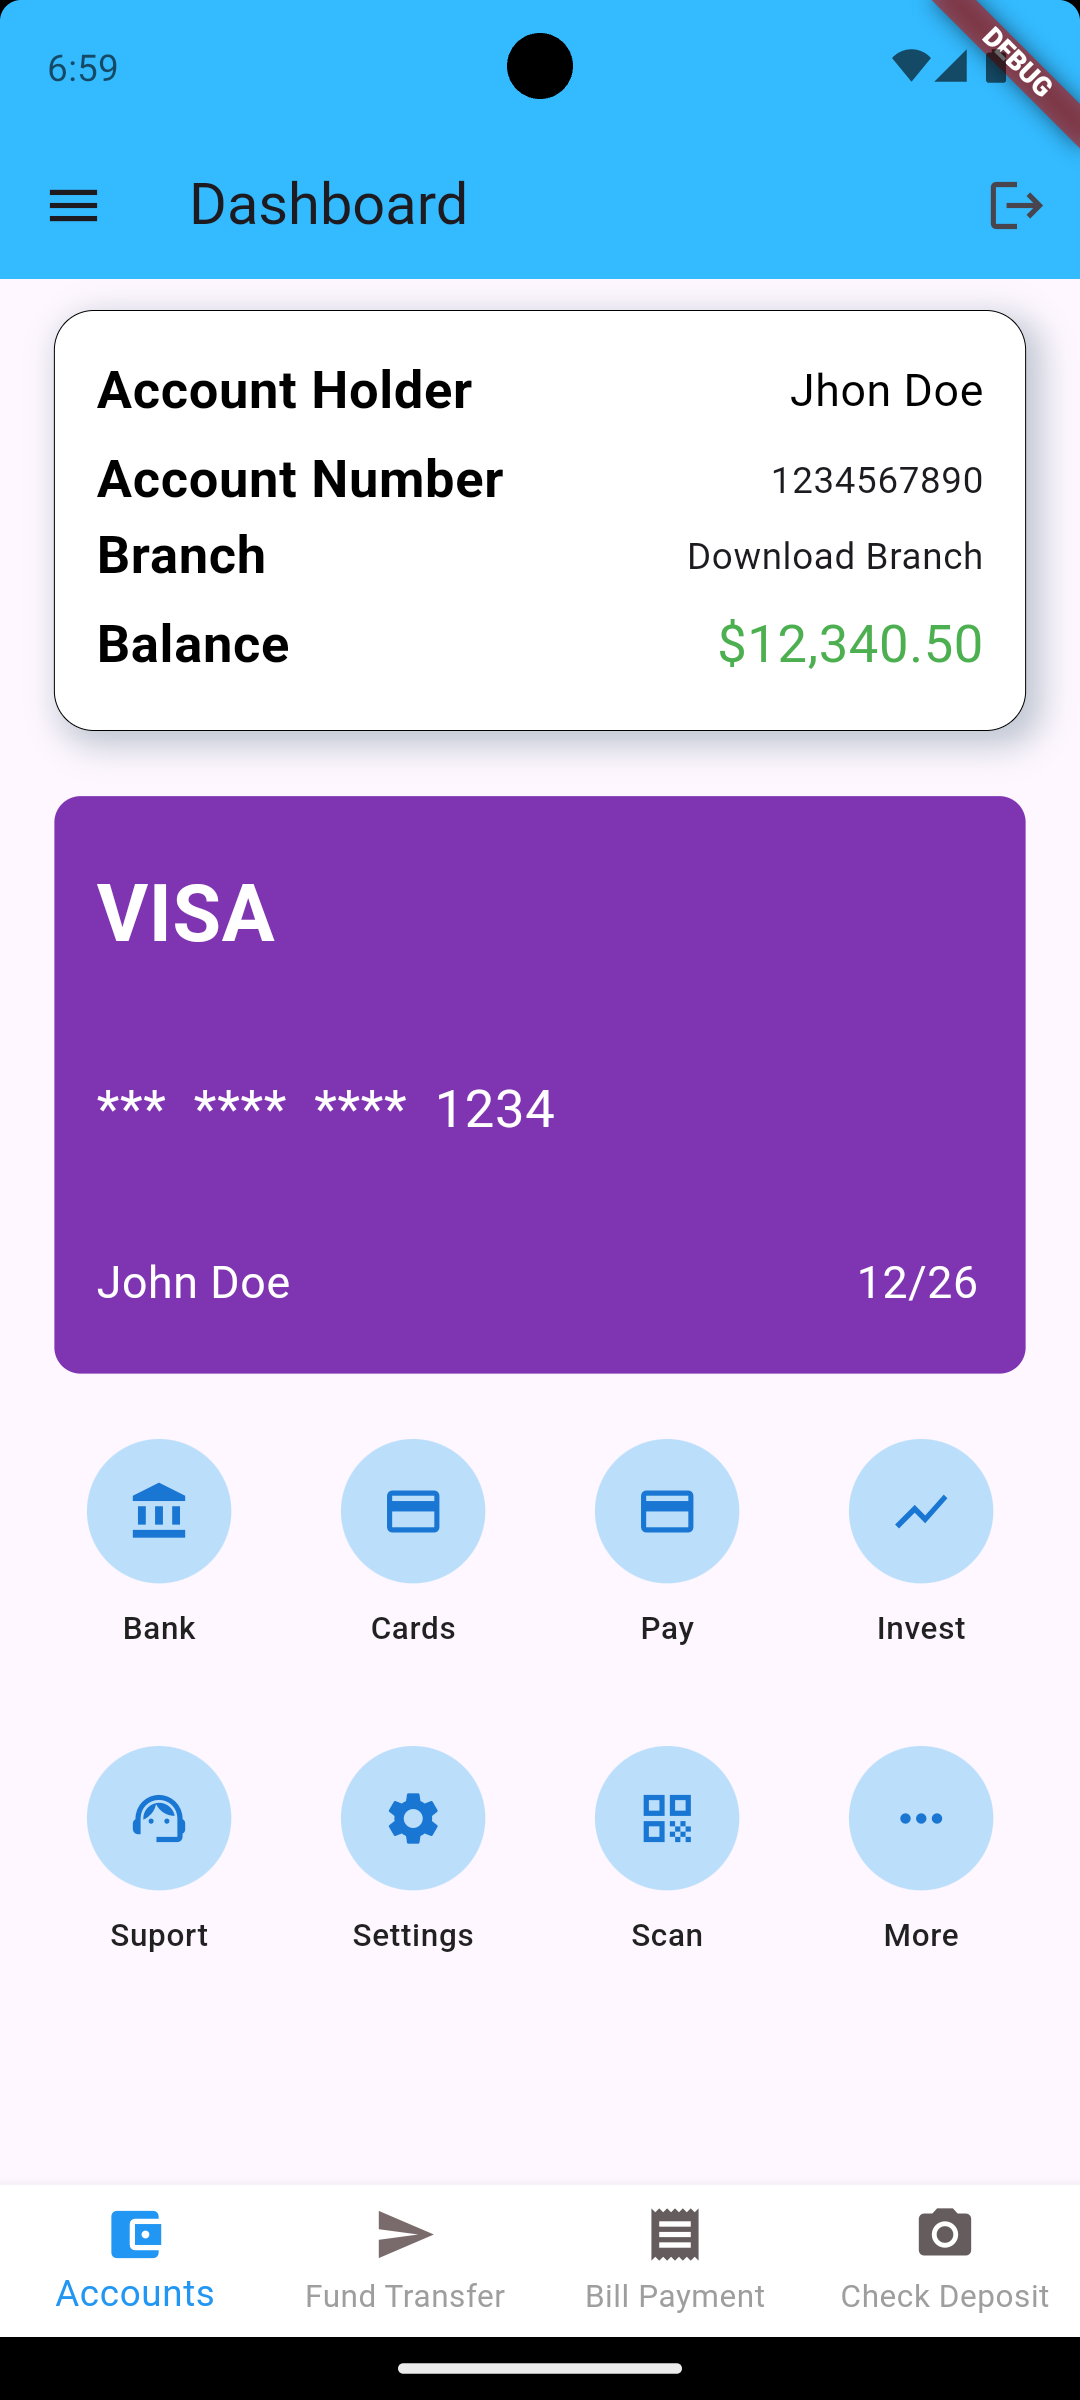 6:59
DEBUG
Dashboard
Account Holder Jhon Doe
Account Number 1234567890
Branch Download Branch
Balance $12,340.50
VISA
*** **** **** 1234
John Doe 12/26
Bank Cards Pay Invest
Suport Settings Scan More
Accounts Fund Transfer Bill Payment Check Deposit